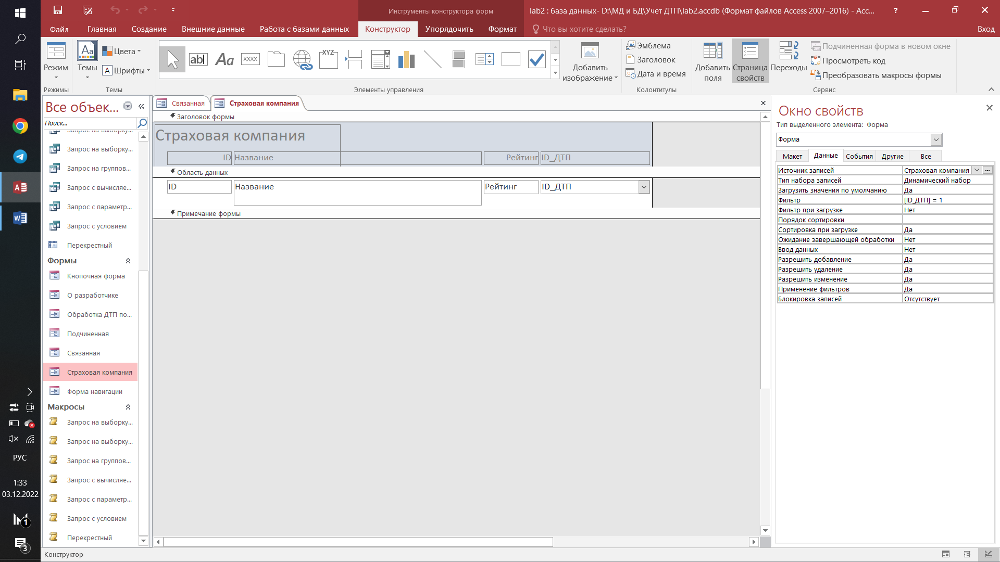 Инструменты конструктора форм
lab2 : база данных- D:\МД и БД\Учет ДТП\lab2.accdb (Формат файлов Access 2007–2016) - Acc...
?
Файл
Главная
Создание
Внешние данные
Работа с базами данных
Конструктор
Упорядочить
Формат
Что вы хотите сделать?
Вход
Режим
Режимы
Aa
Темы
Цвета
A Шрифты
Темы
ab|
Aa
XXXX
XYZ
Элементы управления
Добавить изображение
Эмблема
Заголовок
Дата и время
Колонтитулы
Добавить поля
Страница свойств
Переходы
Подчиненная форма в новом окне
Просмотреть код
Преобразовать макросы формы
Сервис
Все объек...
Поиск...
Запрос на выборку...
Запрос на выборку...
Запрос на группов...
Запрос с вычисляе...
Запрос с параметр...
Запрос с условием
Перекрестный
Формы
Кнопочная форма
О разработчике
Обработка ДТП по...
Подчиненная
Связанная
Страховая компания
Форма навигации
Макросы
Запрос на выборку...
Запрос на выборку...
Запрос на группов...
Запрос с вычисляе...
Запрос с параметр...
Запрос с условием
Перекрестный
Связанная
Страховая компания
Заголовок формы
Страховая компания
ID Название Рейтинг ID_ДТП
Область данных
ID Название Рейтинг ID_ДТП
Примечание формы
Окно свойств
Тип выделенного элемента: Форма
Форма
Макет Данные События Другие Все
Источник записей Страховая компания ...
Тип набора записей Динамический набор
Загрузить значения по умолчанию Да
Фильтр [ID_ДТП] = 1
Фильтр при загрузке Нет
Порядок сортировки
Сортировка при загрузке Да
Ожидание завершающей обработки Нет
Ввод данных Нет
Разрешить добавление Да
Разрешить удаление Да
Разрешить изменение Да
Применение фильтров Да
Блокировка записей Отсутствует
РУС
1:33
03.12.2022
1
3
Конструктор